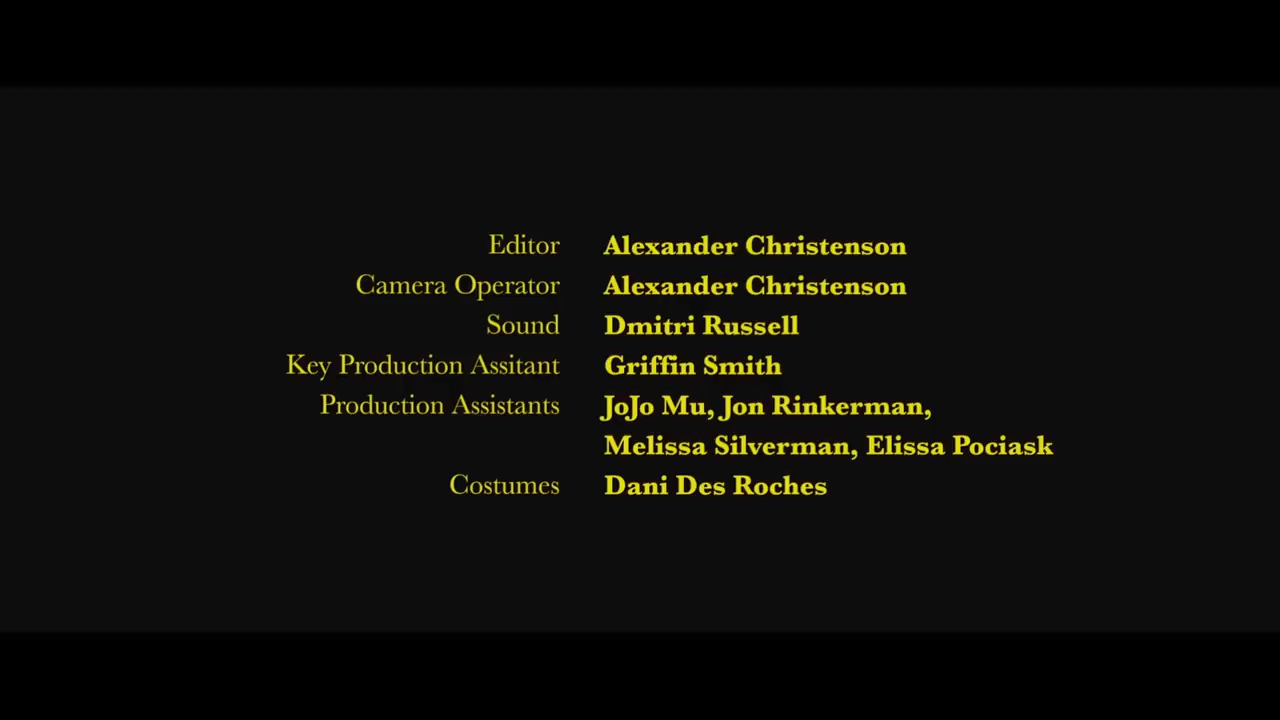 Editor Alexander Christenson
Camera Operator Alexander Christenson
Sound Dmitri Russell
Key Production Assitant Griffin Smith
Production Assistants JoJo Mu, Jon Rinkerman,
Melissa Silverman, Elissa Pociask
Costumes Dani Des Roches